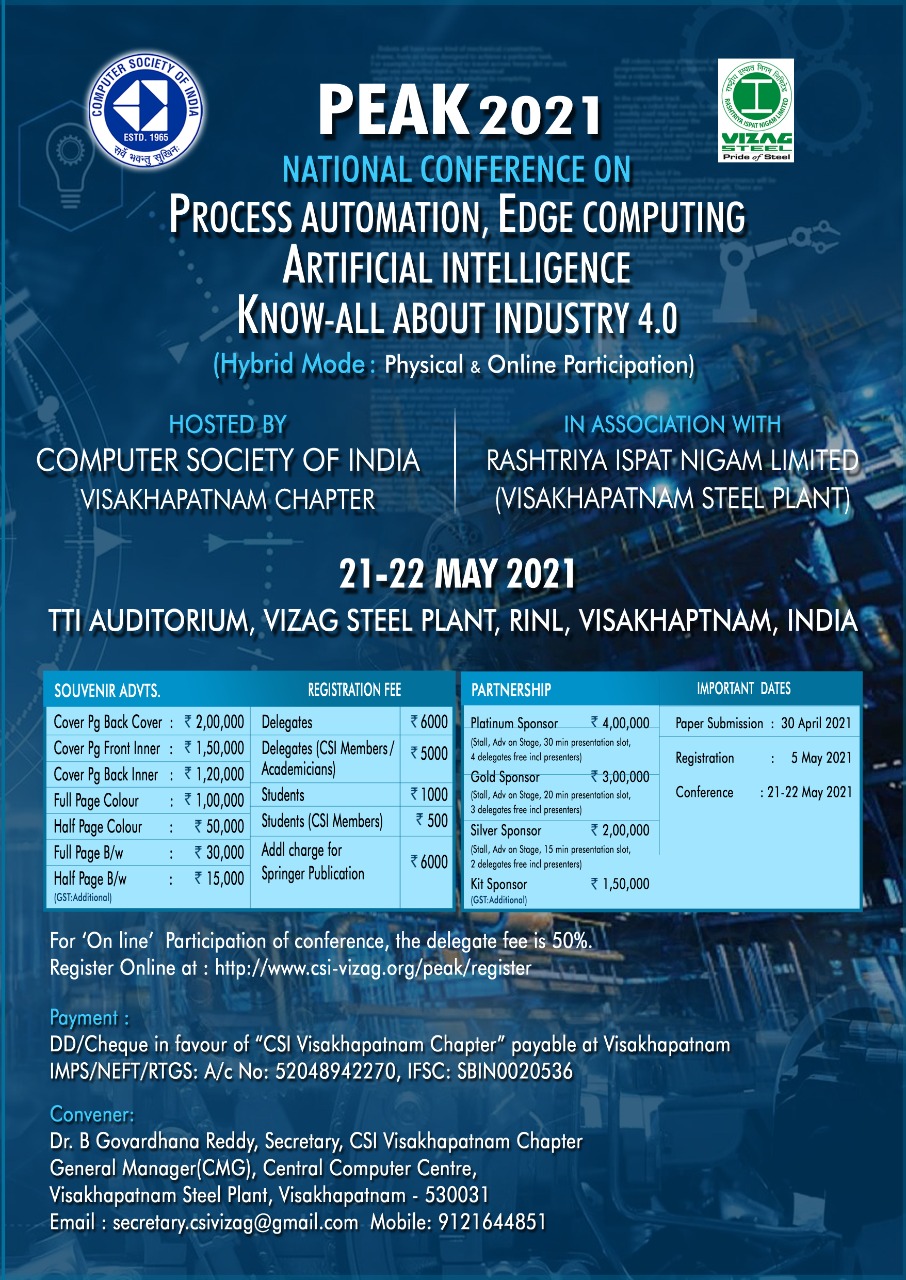 COMPUTER SOCIETY OF INDIA
ESTD. 1965
सर्वे भवन्तु सुखिनः
PEAK 2021
राष्ट्रीय इस्पात निगम लिमिटेड
RASHTRIYA ISPAT NIGAM LIMITED
VIZAG
STEEL
Pride of Steel
NATIONAL CONFERENCE ON
PROCESS AUTOMATION, EDGE COMPUTING
ARTIFICIAL INTELLIGENCE
KNOW-ALL ABOUT INDUSTRY 4.0
(Hybrid Mode : Physical & Online Participation)
HOSTED BY
COMPUTER SOCIETY OF INDIA
VISAKHAPATNAM CHAPTER
IN ASSOCIATION WITH
RASHTRIYA ISPAT NIGAM LIMITED
(VISAKHAPATNAM STEEL PLANT)
21-22 MAY 2021
TTI AUDITORIUM, VIZAG STEEL PLANT, RINL, VISAKHAPTNAM, INDIA
SOUVENIR ADVTS.
Cover Pg Back Cover : ₹ 2,00,000
Cover Pg Front Inner : ₹ 1,50,000
Cover Pg Back Inner : ₹ 1,20,000
Full Page Colour : ₹ 1,00,000
Half Page Colour : ₹ 50,000
Full Page B/w : ₹ 30,000
Half Page B/w : ₹ 15,000
(GST:Additional)
REGISTRATION FEE
Delegates ₹ 6000
Delegates (CSI Members/
Academicians) ₹ 5000
Students ₹ 1000
Students (CSI Members) ₹ 500
Addl charge for
Springer Publication ₹ 6000
PARTNERSHIP
Platinum Sponsor ₹ 4,00,000
(Stall, Adv on Stage, 30 min presentation slot,
4 delegates free incl presenters)
Gold Sponsor ₹ 3,00,000
(Stall, Adv on Stage, 20 min presentation slot,
3 delegates free incl presenters)
Silver Sponsor ₹ 2,00,000
(Stall, Adv on Stage, 15 min presentation slot,
2 delegates free incl presenters)
Kit Sponsor ₹ 1,50,000
(GST:Additional)
IMPORTANT DATES
Paper Submission : 30 April 2021
Registration : 5 May 2021
Conference : 21-22 May 2021
For ‘On line’ Participation of conference, the delegate fee is 50%.
Register Online at : http://www.csi-vizag.org/peak/register
Payment :
DD/Cheque in favour of “CSI Visakhapatnam Chapter” payable at Visakhapatnam
IMPS/NEFT/RTGS: A/c No: 52048942270, IFSC: SBIN0020536
Convener:
Dr. B Govardhana Reddy, Secretary, CSI Visakhapatnam Chapter
General Manager(CMG), Central Computer Centre,
Visakhapatnam Steel Plant, Visakhapatnam - 530031
Email : secretary.csivizag@gmail.com Mobile: 9121644851